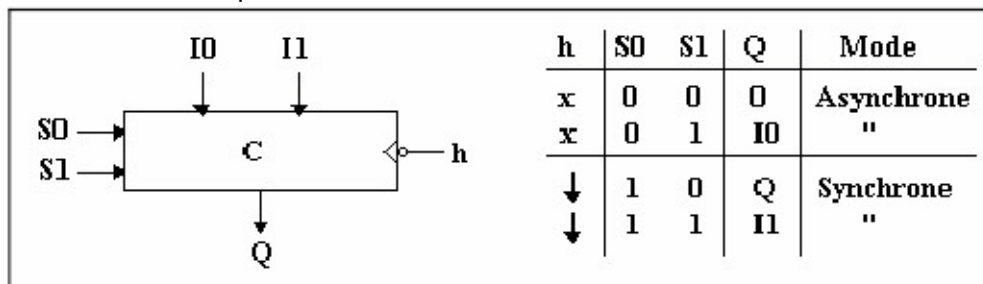 I0 I1
S0
S1
C
h
Q
h S0 S1 Q Mode
x 0 0 0 Asynchrone
x 0 1 I0 "
↓ 1 0 Q Synchrone
↓ 1 1 I1 "